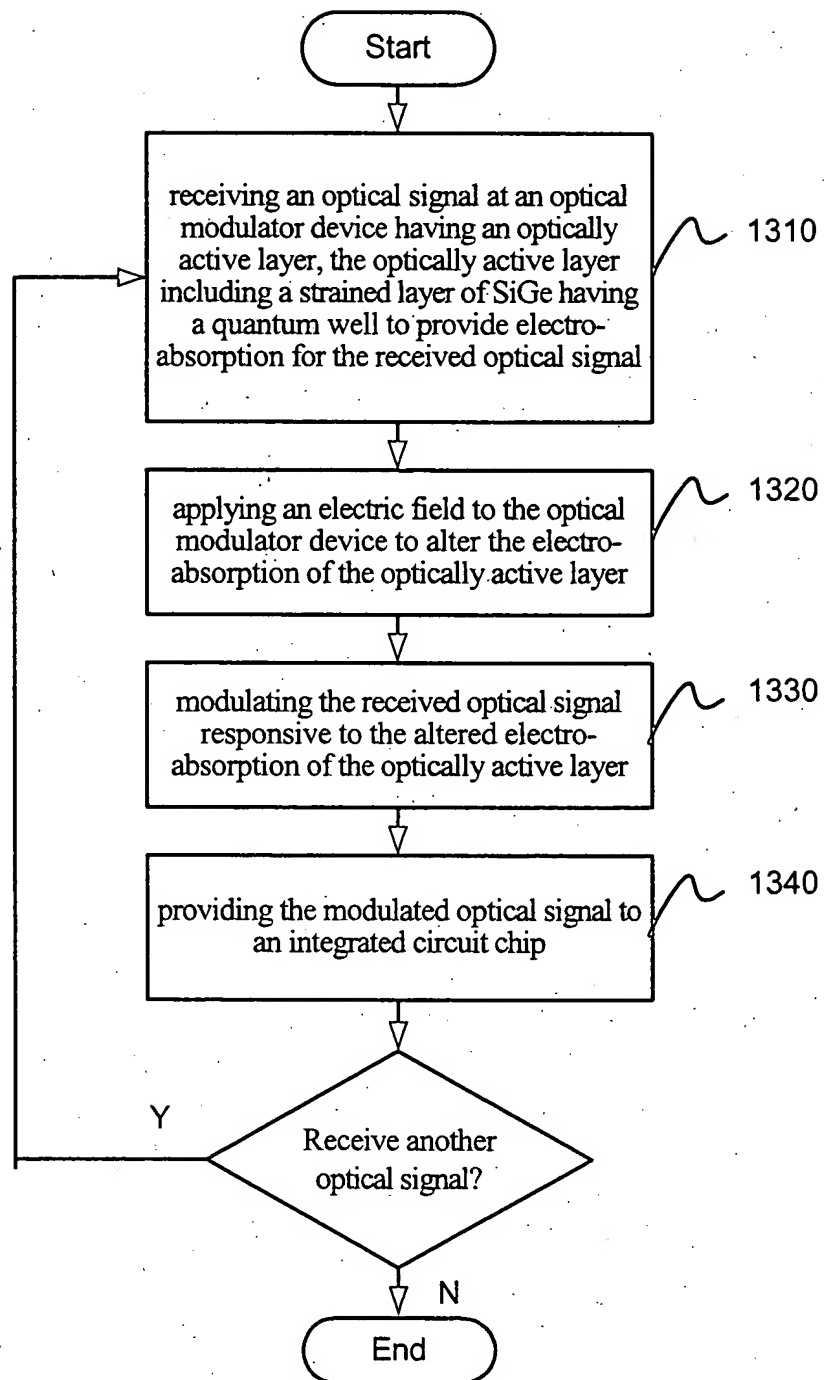 Start
receiving an optical signal at an optical
modulator device having an optically
active layer, the optically active layer
including a strained layer of SiGe having
a quantum well to provide electro-
absorption for the received optical signal
1310
applying an electric field to the optical
modulator device to alter the electro-
absorption of the optically active layer
1320
modulating the received optical signal
responsive to the altered electro-
absorption of the optically active layer
1330
providing the modulated optical signal to
an integrated circuit chip
1340
Y
Receive another
optical signal?
N
End